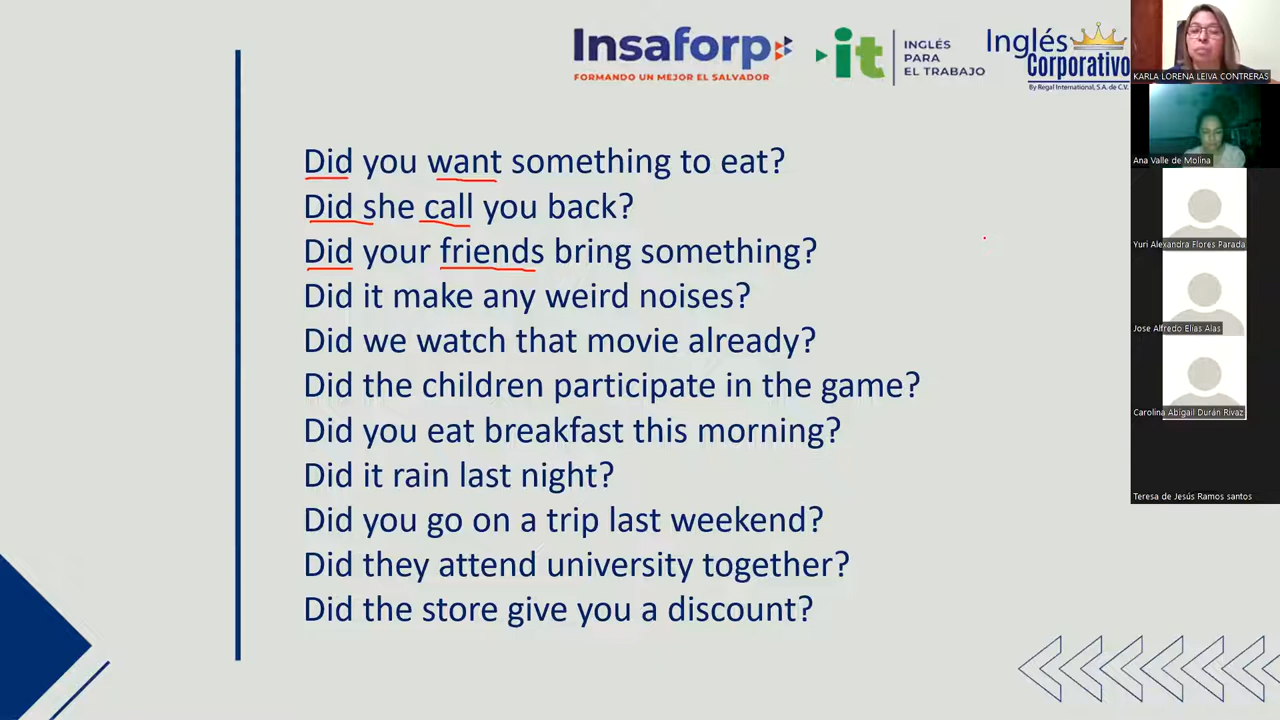 Insaforp
FORMANDO UN MEJOR EL SALVADOR
it
INGLÉS
PARA
EL TRABAJO
Inglés
Corporativo
By Regal International, S.A. de C.V.
Did you want something to eat?
Did she call you back?
Did your friends bring something?
Did it make any weird noises?
Did we watch that movie already?
Did the children participate in the game?
Did you eat breakfast this morning?
Did it rain last night?
Did you go on a trip last weekend?
Did they attend university together?
Did the store give you a discount?
KARLA LORENA LEIVA CONTRERAS
Ana Valle de Molina
Yuri Alexandra Flores Parada
Jose Alfredo Elías Alas
Carolina Abigail Durán Rivaz
Teresa de Jesús Ramos santos